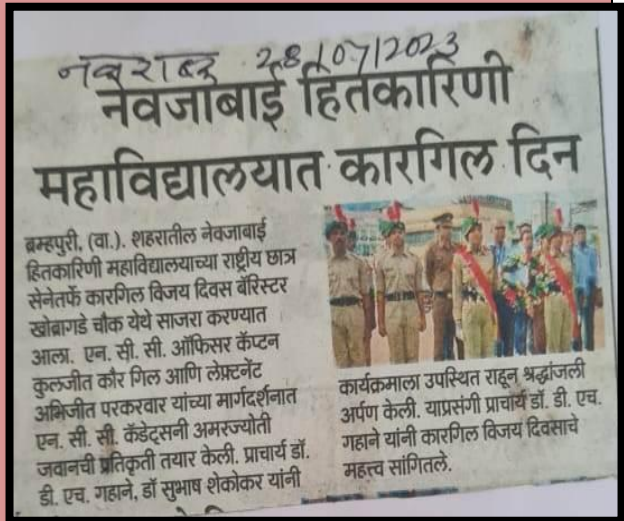 नवराष्ट्र 28/07/2023
नेवजाबाई हितकारिणी
महाविद्यालयात कारगिल दिन
ब्रम्हपुरी, (वा.). शहरातील नेवजाबाई
हितकारिणी महाविद्यालयाच्या राष्ट्रीय छात्र
सेनेतर्फे कारगिल विजय दिवस बॅरिस्टर
खोब्रागडे चौक येथे साजरा करण्यात
आला. एन. सी. सी. ऑफिसर कॅप्टन
कुलजीत कौर गिल आणि लेफ्टनेंट
अभिजीत परकरवार यांच्या मार्गदर्शनात
एन. सी. सी. कॅडेट्सनी अमरज्योती
जवानची प्रतिकृती तयार केली. प्राचार्य डॉ.
डी. एच. गहाने, डॉ सुभाष शेकोकर यांनी
कार्यक्रमाला उपस्थित राहून श्रद्धांजली
अर्पण केली. याप्रसंगी प्राचार्य डॉ. डी. एच.
गहाने यांनी कारगिल विजय दिवसाचे
महत्त्व सांगितले.